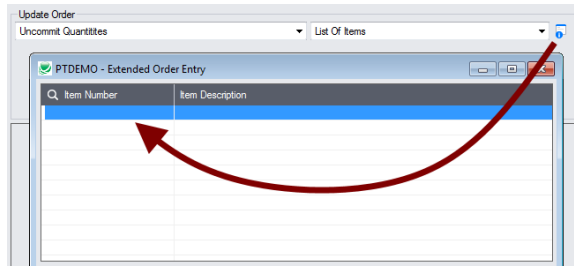 Update Order
Uncommit Quantitites
List Of Items
PTDEMO - Extended Order Entry
Item Number
Item Description